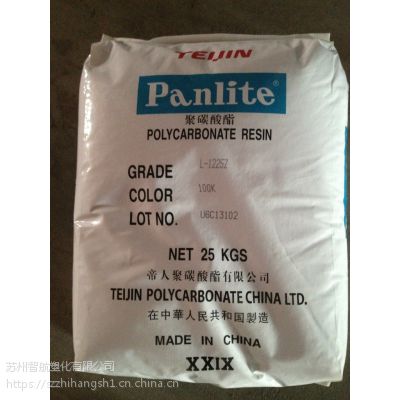 TEIJIN
Panlite®
聚碳酸酯
POLYCARBONATE RESIN
GRADE L-1225Z
COLOR 100K
LOT NO. U6C13102
NET 25 KGS
帝人聚碳酸酯有限公司
TEIJIN POLYCARBONATE CHINA LTD.
在中華人民共和国製造
MADE IN CHINA
XXIX
苏州智航塑化有限公司
https://tzzhihangsh1.cn.china.cn